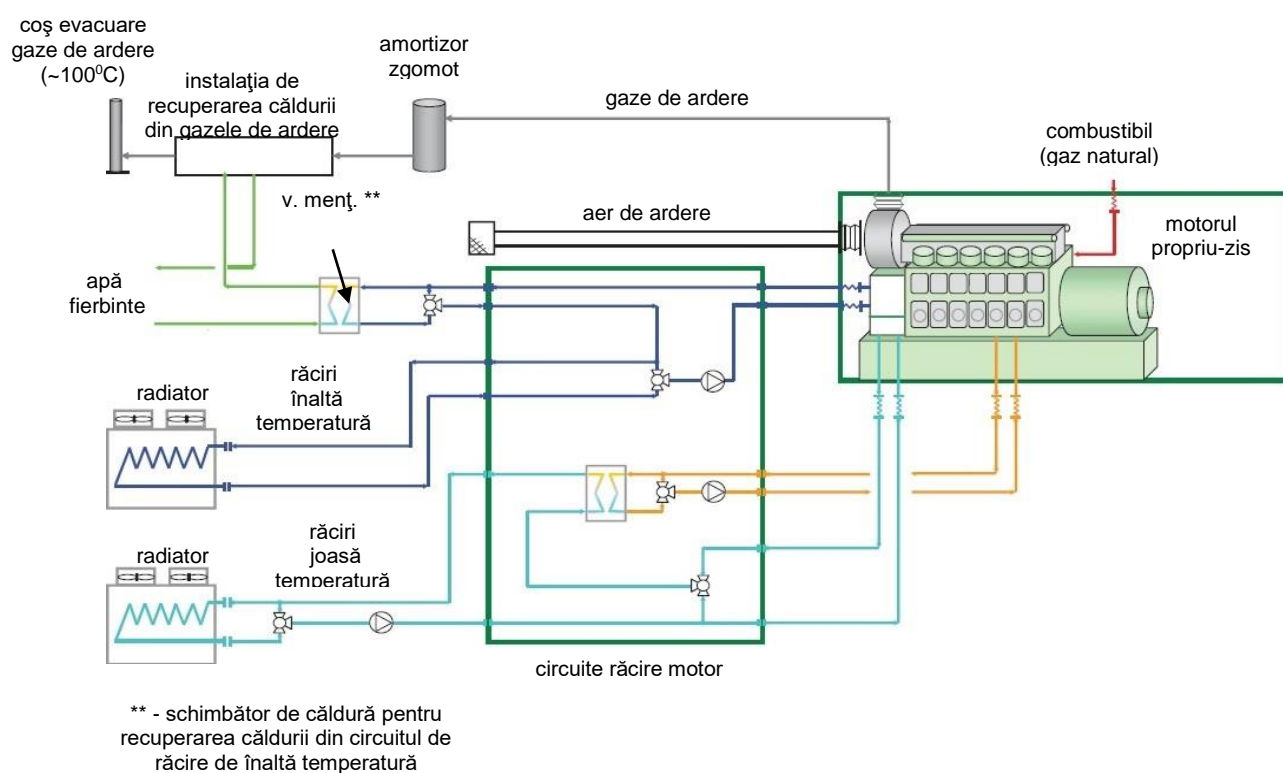 coş evacuare
gaze de ardere
(~100⁰C)
amortizor
zgomot
instalaţia de
recuperarea căldurii
din gazele de ardere
gaze de ardere
combustibil
(gaz natural)
v. menţ. **
aer de ardere
motorul
propriu-zis
apă
fierbinte
radiator
răciri
înaltă
temperatură
radiator
răciri
joasă
temperatură
circuite răcire motor
** - schimbător de căldură pentru
recuperarea căldurii din circuitul de
răcire de înaltă temperatură